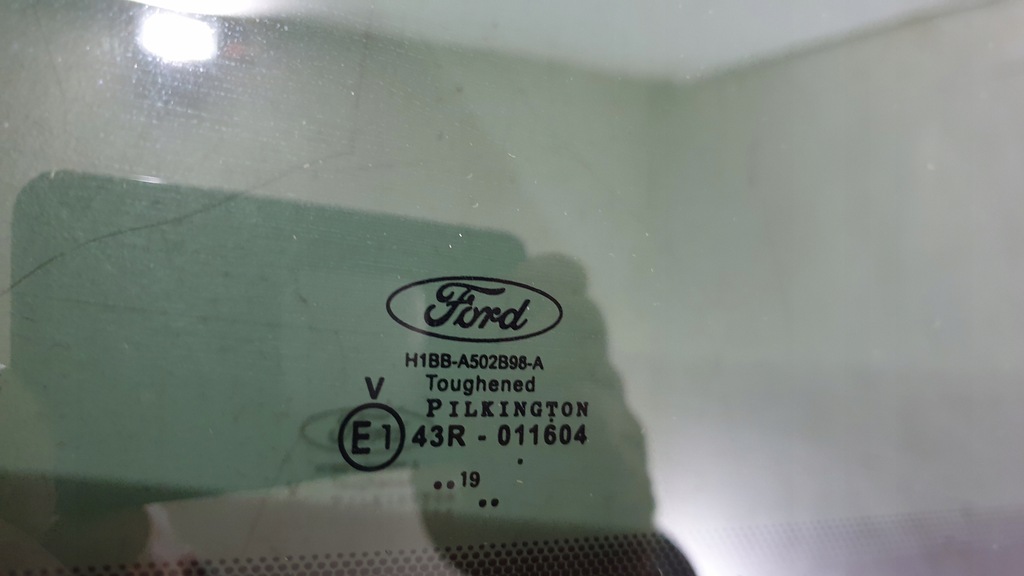 Ford
H1BB-A502B98-A
Toughened
V
PILKINGTON
E1 43R - 011604
..19
..